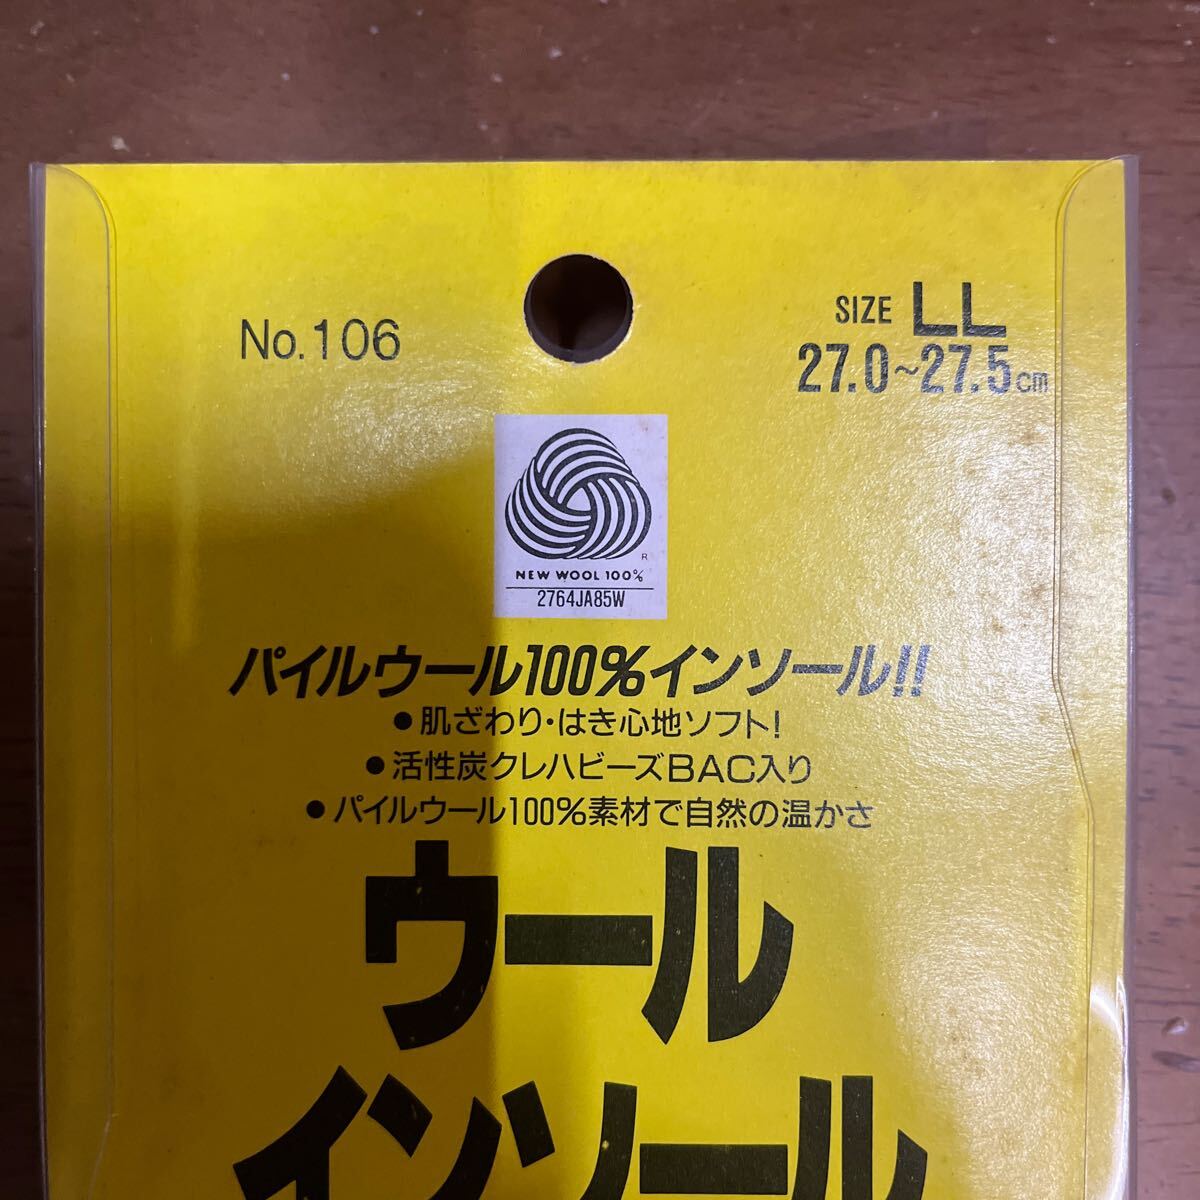 No.106
SIZE LL
27.0~27.5cm
R
NEW WOOL 100%
2764JA85W
パイルウール100%インソール!!
●肌ざわり・はき心地ソフト!
●活性炭クレハビーズBAC入り
●パイルウール100%素材で自然の温かさ
ウール
インソール